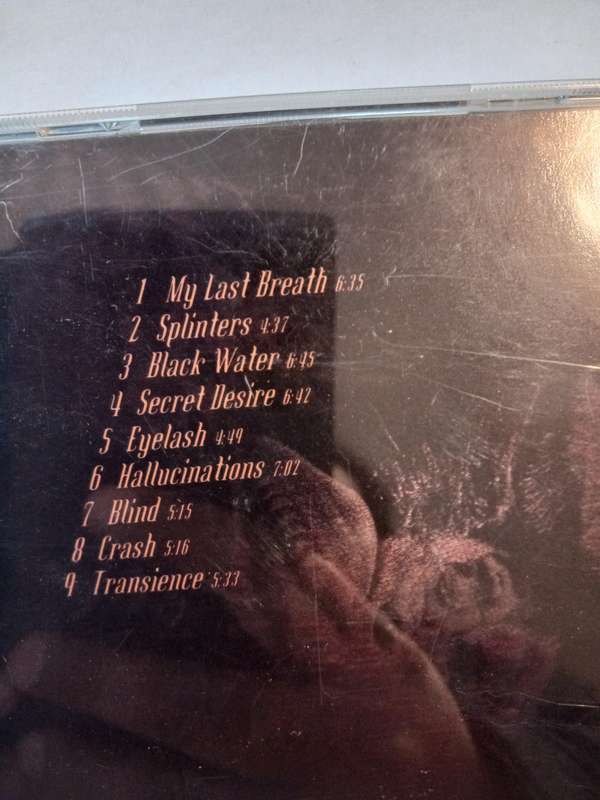 1 My Last Breath 6:35
2 Splinters 4:37
3 Black Water 6:45
4 Secret Desire 6:42
5 Eyelash 4:49
6 Hallucinations 7:02
7 Blind 5:15
8 Crash 5:16
9 Transience 5:33